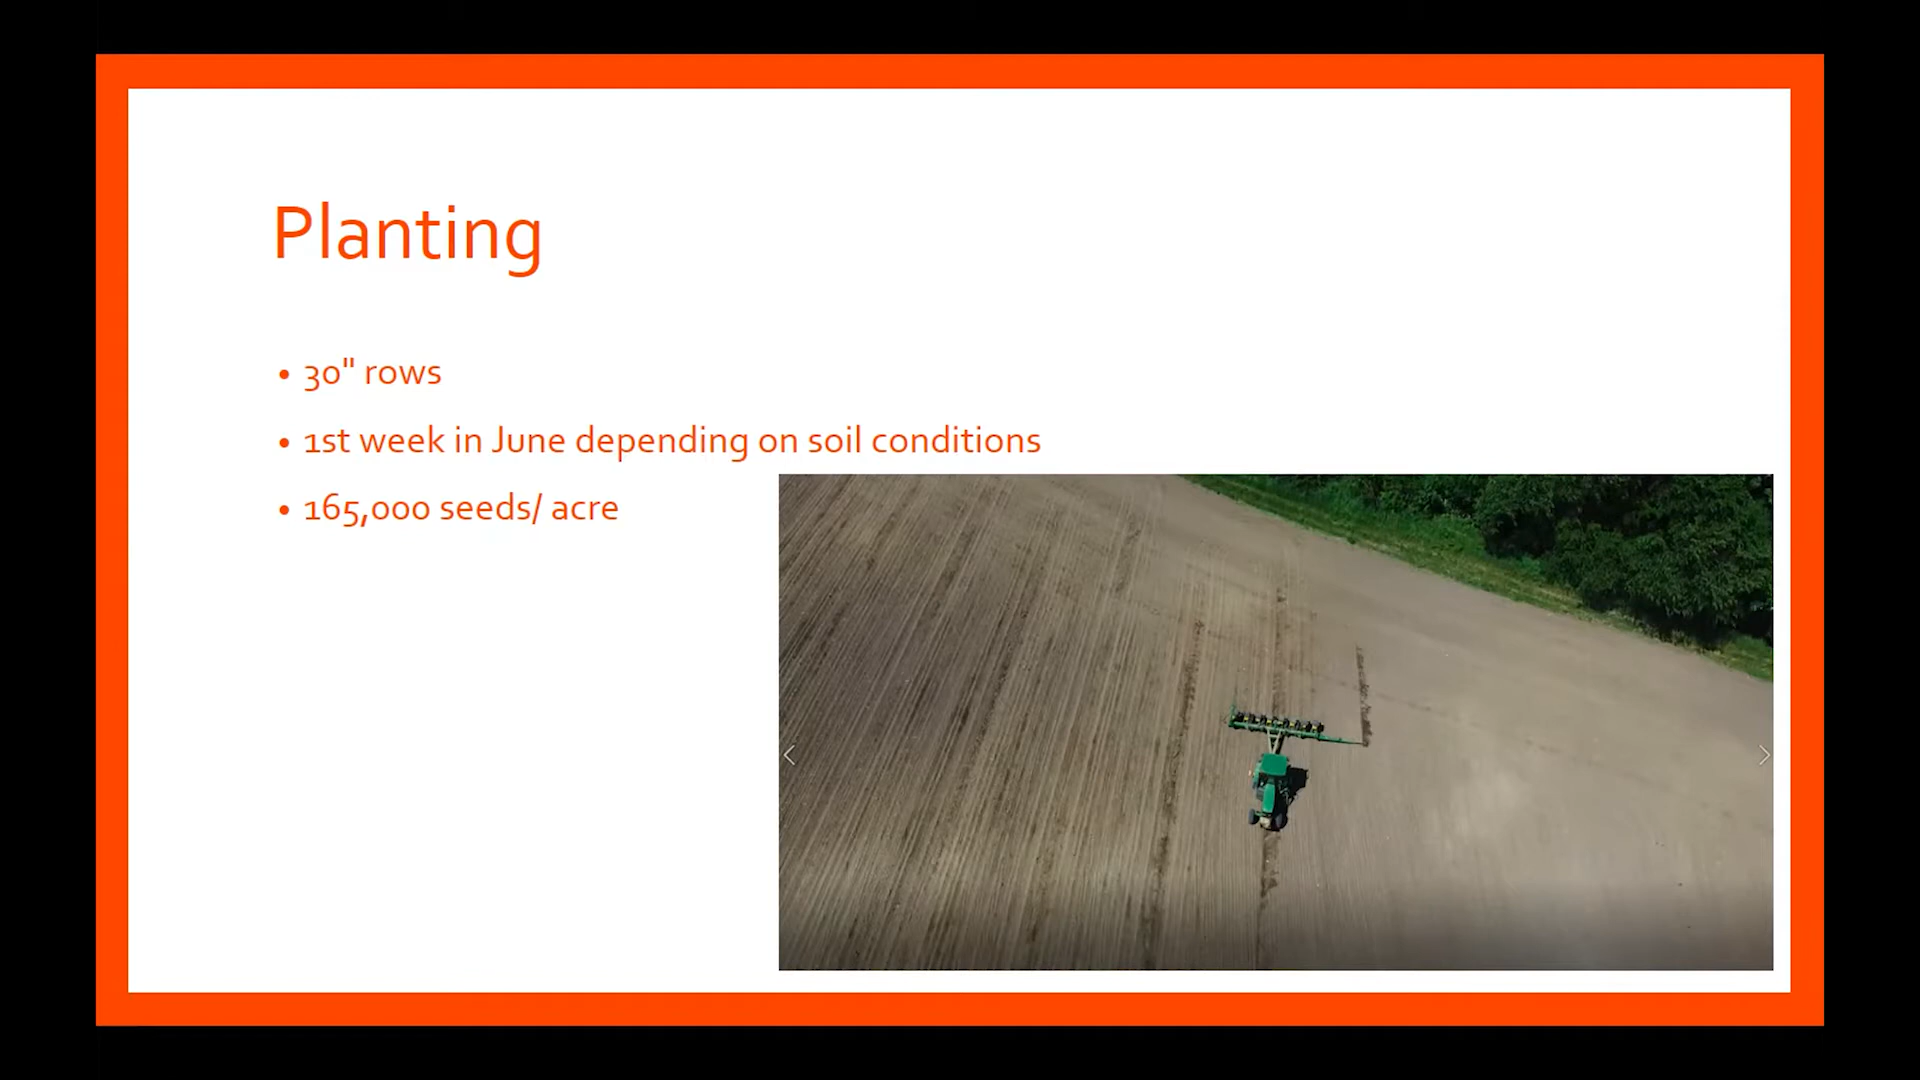 Planting
• 30" rows
• 1st week in June depending on soil conditions
• 165,000 seeds/ acre